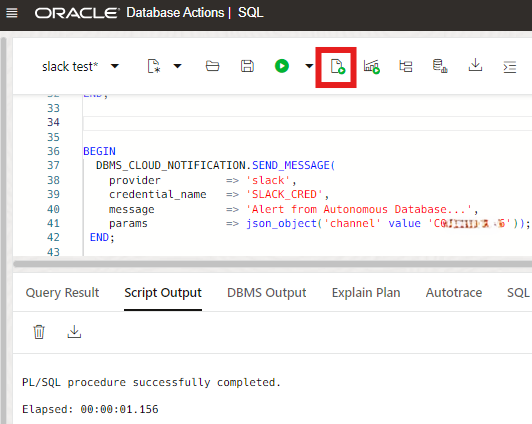 ORACLE Database Actions | SQL
slack test*
32 END;
33
34
35
36 BEGIN
37 DBMS_CLOUD_NOTIFICATION.SEND_MESSAGE(
38 provider => 'slack',
39 credential_name => 'SLACK_CRED',
40 message => 'Alert from Autonomous Database...',
41 params => json_object('channel' value 'C0 6'));
42 END;
43
Query Result Script Output DBMS Output Explain Plan Autotrace SQL
PL/SQL procedure successfully completed.
Elapsed: 00:00:01.156